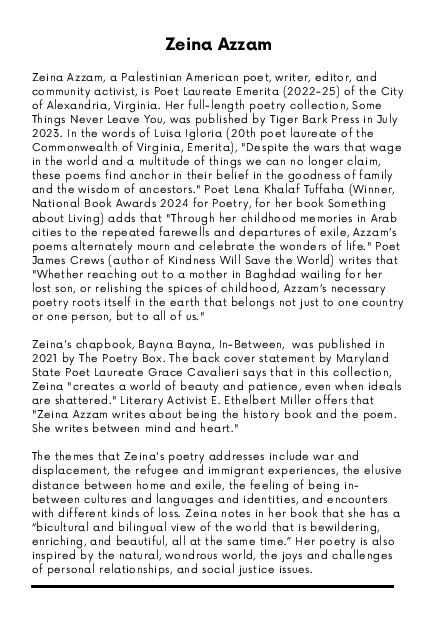 Zeina Azzam
Zeina Azzam, a Palestinian American poet, writer, editor, and
community activist, is Poet Laureate Emerita (2022-25) of the City
of Alexandria, Virginia. Her full-length poetry collection, Some
Things Never Leave You, was published by Tiger Bark Press in July
2023. In the words of Luisa Igloria (20th poet laureate of the
Commonwealth of Virginia, Emerita), "Despite the wars that wage
in the world and a multitude of things we can no longer claim,
these poems find anchor in their belief in the goodness of family
and the wisdom of ancestors." Poet Lena Khalaf Tuffaha (Winner,
National Book Awards 2024 for Poetry, for her book Something
about Living) adds that "Through her childhood memories in Arab
cities to the repeated farewells and departures of exile, Azzam's
poems alternately mourn and celebrate the wonders of life." Poet
James Crews (author of Kindness Will Save the World) writes that
"Whether reaching out to a mother in Baghdad wailing for her
lost son, or relishing the spices of childhood, Azzam's necessary
poetry roots itself in the earth that belongs not just to one country
or one person, but to all of us."
Zeina's chapbook, Bayna Bayna, In-Between, was published in
2021 by The Poetry Box. The back cover statement by Maryland
State Poet Laureate Grace Cavalieri says that in this collection,
Zeina "creates a world of beauty and patience, even when ideals
are shattered." Literary Activist E. Ethelbert Miller offers that
"Zeina Azzam writes about being the history book and the poem.
She writes between mind and heart."
The themes that Zeina's poetry addresses include war and
displacement, the refugee and immigrant experiences, the elusive
distance between home and exile, the feeling of being in-
between cultures and languages and identities, and encounters
with different kinds of loss. Zeina notes in her book that she has a
“bicultural and bilingual view of the world that is bewildering,
enriching, and beautiful, all at the same time.” Her poetry is also
inspired by the natural, wondrous world, the joys and challenges
of personal relationships, and social justice issues.